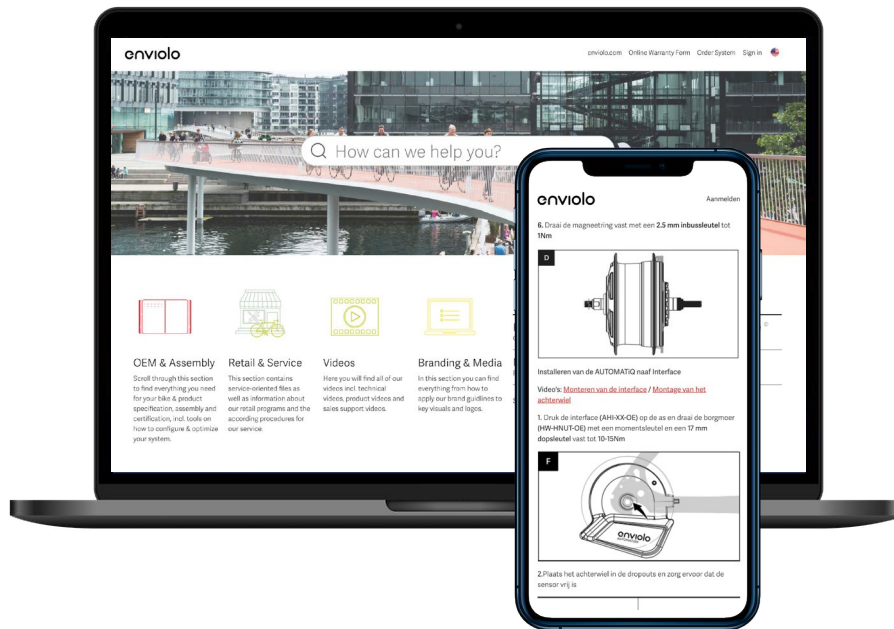 enviolo
enviolo.com Online Warranty Form Order System Sign in
How can we help you?
OEM & Assembly
Scroll through this section
to find everything you need
for your bike & product
specification, assembly and
certification, incl. tools on
how to configure & optimize
your system.
Retail & Service
This section contains
service-oriented files as
well as information about
our retail programs and the
according procedures for
our service.
Videos
Here you will find all of our
videos incl. technical
videos, product videos and
sales support videos.
Branding & Media
In this section you can find
everything from how to
apply our brand guidlines to
key visuals and logos.
enviolo
Aanmelden
6. Draai de magneetring vast met een 2,5 mm inbussleutel tot
1Nm
D
Installeren van de AUTOMATiQ naaf Interface
Video's: Monteren van de interface / Montage van het
achterwiel
1. Druk de interface (AHI-XX-OE) op de as en draai de borgmoer
(HW-HNUT-OE) met een momentsleutel en een 17 mm
dopsleutel vast tot 10-15Nm
F
enviolo
2.Plaats het achterwiel in de dropouts en zorg ervoor dat de
sensor vrij is